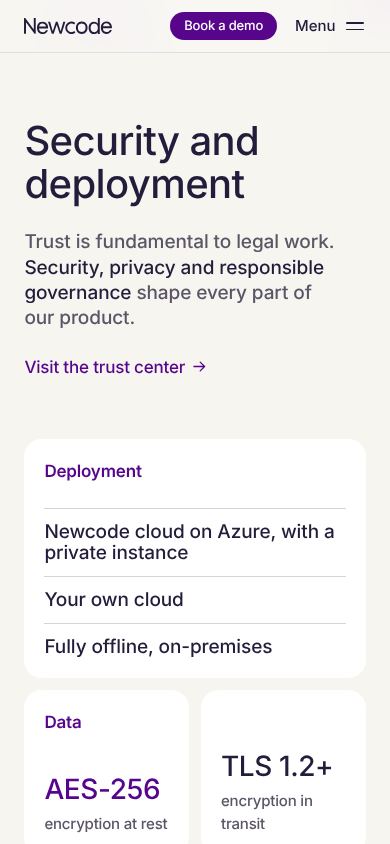 Newcode
Book a demo
Menu
Security and
deployment
Trust is fundamental to legal work.
Security, privacy and responsible
governance shape every part of
our product.
Visit the trust center →
Deployment
Newcode cloud on Azure, with a
private instance
Your own cloud
Fully offline, on-premises
Data
AES-256
encryption at rest
TLS 1.2+
encryption in
transit